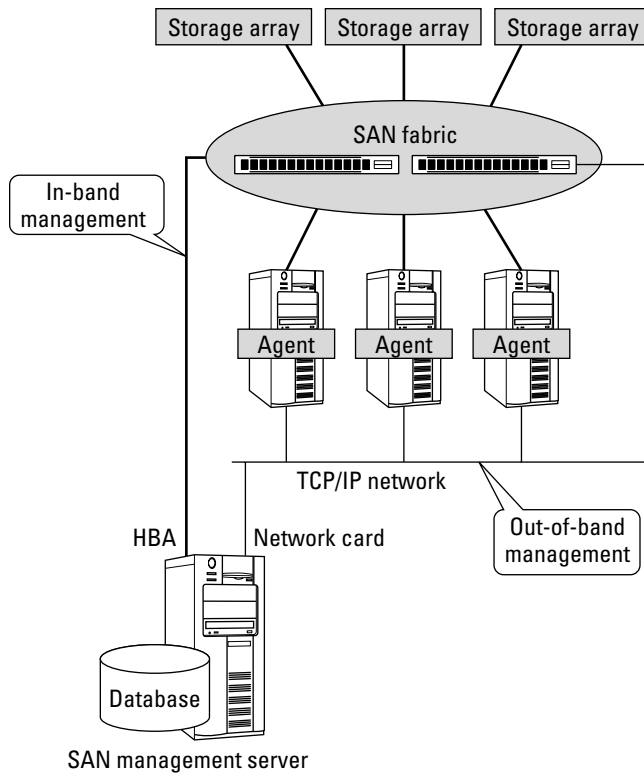 Storage array
Storage array
Storage array
SAN fabric
In-band
management
Agent
Agent
Agent
TCP/IP network
Out-of-band
management
HBA
Network card
Database
SAN management server